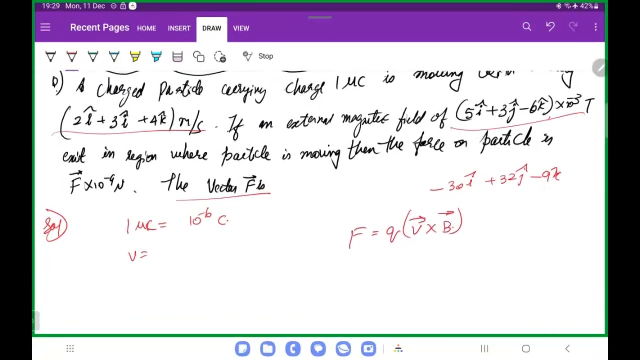 19:29 Mon, 11 Dec
22%
Recent Pages HOME INSERT DRAW VIEW
Stop
Q) A charged particle carrying charge 1 μC is moving
(2î + 3î + 4k̂) m/s. If an external magnetic field of (5î + 3ĵ - 6k̂) × 10⁻³ T
exist in region where particle is moving then the force on particle is
F⃗ × 10⁻⁹ N. The vector F⃗ is
- 30î + 32ĵ - 9k
Sol) 1 μC = 10⁻⁶ C
F = q (V⃗ × B⃗)
v =